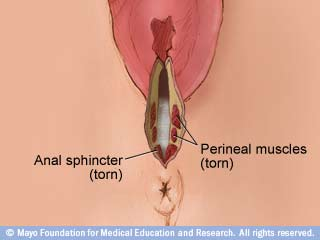 Anal sphincter
(torn)
Perineal muscles
(torn)
© Mayo Foundation for Medical Education and Research. All rights reserved.